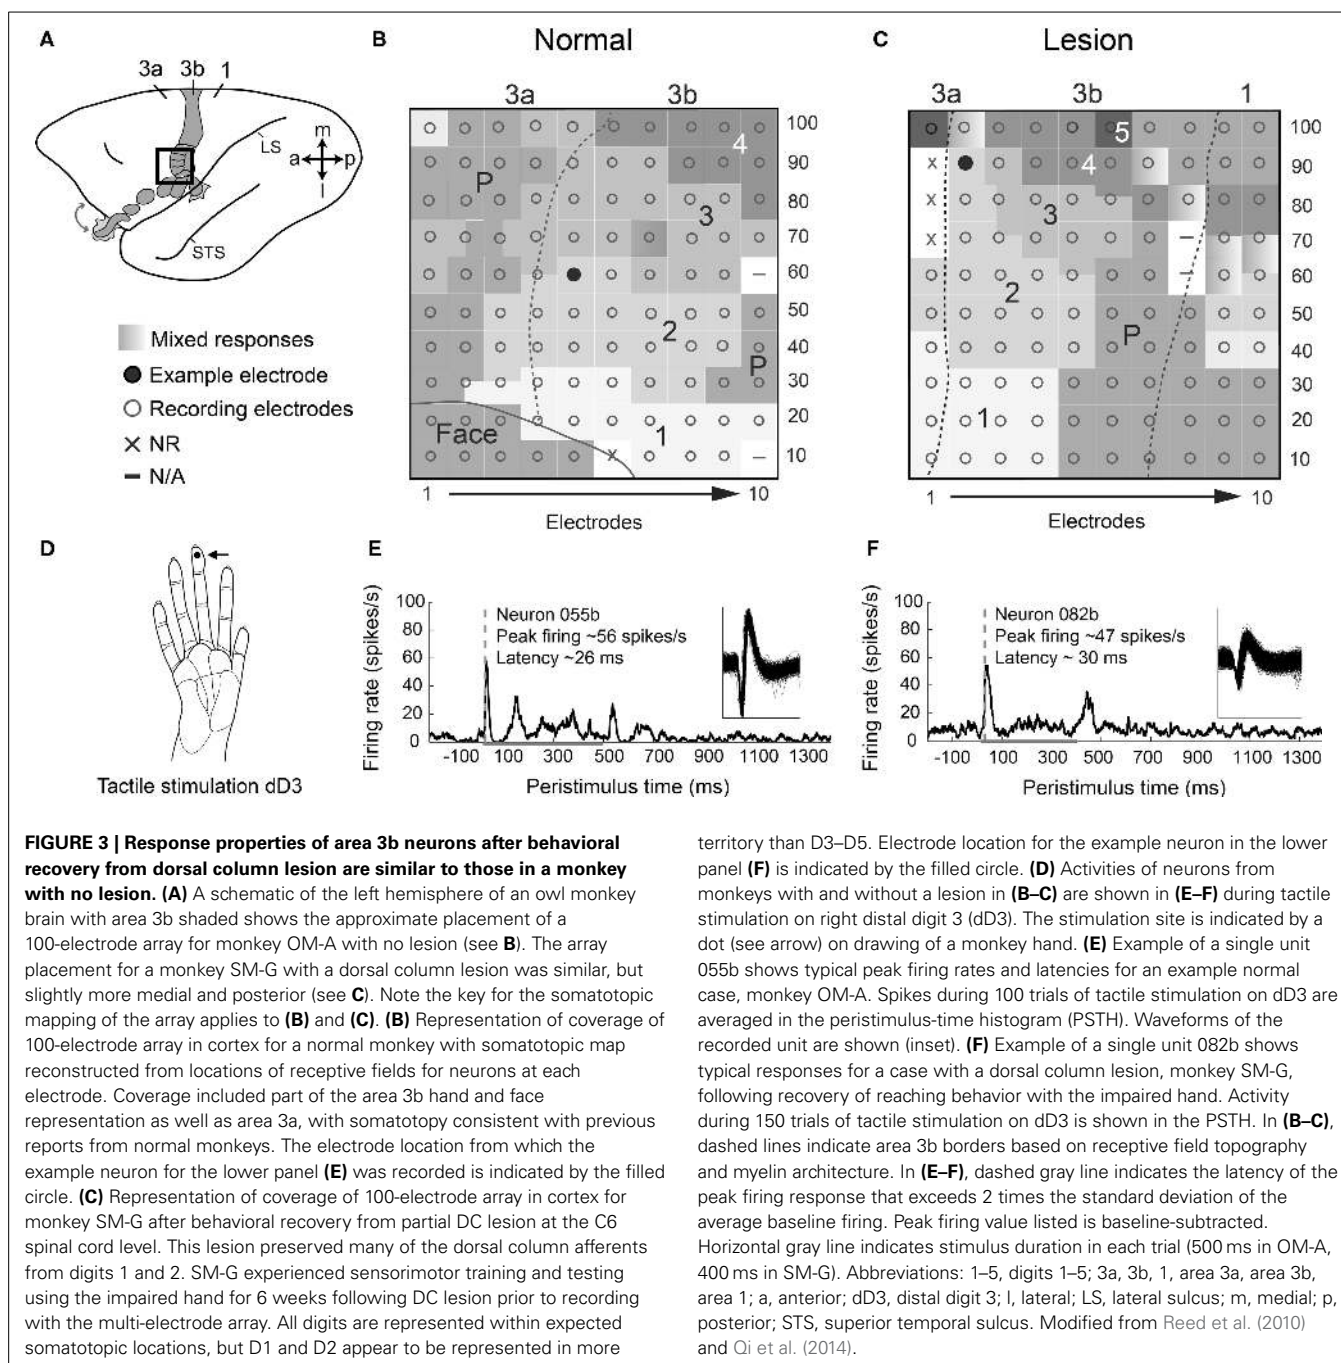 A
3a 3b 1
LS
m
a p
l
STS
Mixed responses
Example electrode
Recording electrodes
NR
N/A
B
Normal
3a 3b
100
90
80
70
60
50
40
30
20
10
4
P
3
2
P
Face
1
1 10
Electrodes
C
Lesion
3a 3b 1
100
90
80
70
60
50
40
30
20
10
5
4
3
2
P
1
1 10
Electrodes
D
Tactile stimulation dD3
E
Firing rate (spikes/s)
100
80
60
40
20
0
Neuron 055b
Peak firing ~56 spikes/s
Latency ~26 ms
-100 100 300 500 700 900 1100 1300
Peristimulus time (ms)
F
Firing rate (spikes/s)
100
80
60
40
20
0
Neuron 082b
Peak firing ~47 spikes/s
Latency ~ 30 ms
-100 100 300 500 700 900 1100 1300
Peristimulus time (ms)
FIGURE 3 | Response properties of area 3b neurons after behavioral
recovery from dorsal column lesion are similar to those in a monkey
with no lesion. (A) A schematic of the left hemisphere of an owl monkey
brain with area 3b shaded shows the approximate placement of a
100-electrode array for monkey OM-A with no lesion (see B). The array
placement for a monkey SM-G with a dorsal column lesion was similar, but
slightly more medial and posterior (see C). Note the key for the somatotopic
mapping of the array applies to (B) and (C). (B) Representation of coverage of
100-electrode array in cortex for a normal monkey with somatotopic map
reconstructed from locations of receptive fields for neurons at each
electrode. Coverage included part of the area 3b hand and face
representation as well as area 3a, with somatotopy consistent with previous
reports from normal monkeys. The electrode location from which the
example neuron for the lower panel (E) was recorded is indicated by the filled
circle. (C) Representation of coverage of 100-electrode array in cortex for
monkey SM-G after behavioral recovery from partial DC lesion at the C6
spinal cord level. This lesion preserved many of the dorsal column afferents
from digits 1 and 2. SM-G experienced sensorimotor training and testing
using the impaired hand for 6 weeks following DC lesion prior to recording
with the multi-electrode array. All digits are represented within expected
somatotopic locations, but D1 and D2 appear to be represented in more
territory than D3–D5. Electrode location for the example neuron in the lower
panel (F) is indicated by the filled circle. (D) Activities of neurons from
monkeys with and without a lesion in (B–C) are shown in (E–F) during tactile
stimulation on right distal digit 3 (dD3). The stimulation site is indicated by a
dot (see arrow) on drawing of a monkey hand. (E) Example of a single unit
055b shows typical peak firing rates and latencies for an example normal
case, monkey OM-A. Spikes during 100 trials of tactile stimulation on dD3 are
averaged in the peristimulus-time histogram (PSTH). Waveforms of the
recorded unit are shown (inset). (F) Example of a single unit 082b shows
typical responses for a case with a dorsal column lesion, monkey SM-G,
following recovery of reaching behavior with the impaired hand. Activity
during 150 trials of tactile stimulation on dD3 is shown in the PSTH. In (B–C),
dashed lines indicate area 3b borders based on receptive field topography
and myelin architecture. In (E–F), dashed gray line indicates the latency of the
peak firing response that exceeds 2 times the standard deviation of the
average baseline firing. Peak firing value listed is baseline-subtracted.
Horizontal gray line indicates stimulus duration in each trial (500 ms in OM-A,
400 ms in SM-G). Abbreviations: 1–5, digits 1–5; 3a, 3b, 1, area 3a, area 3b,
area 1; a, anterior; dD3, distal digit 3; l, lateral; LS, lateral sulcus; m, medial; p,
posterior; STS, superior temporal sulcus. Modified from Reed et al. (2010)
and Qi et al. (2014).